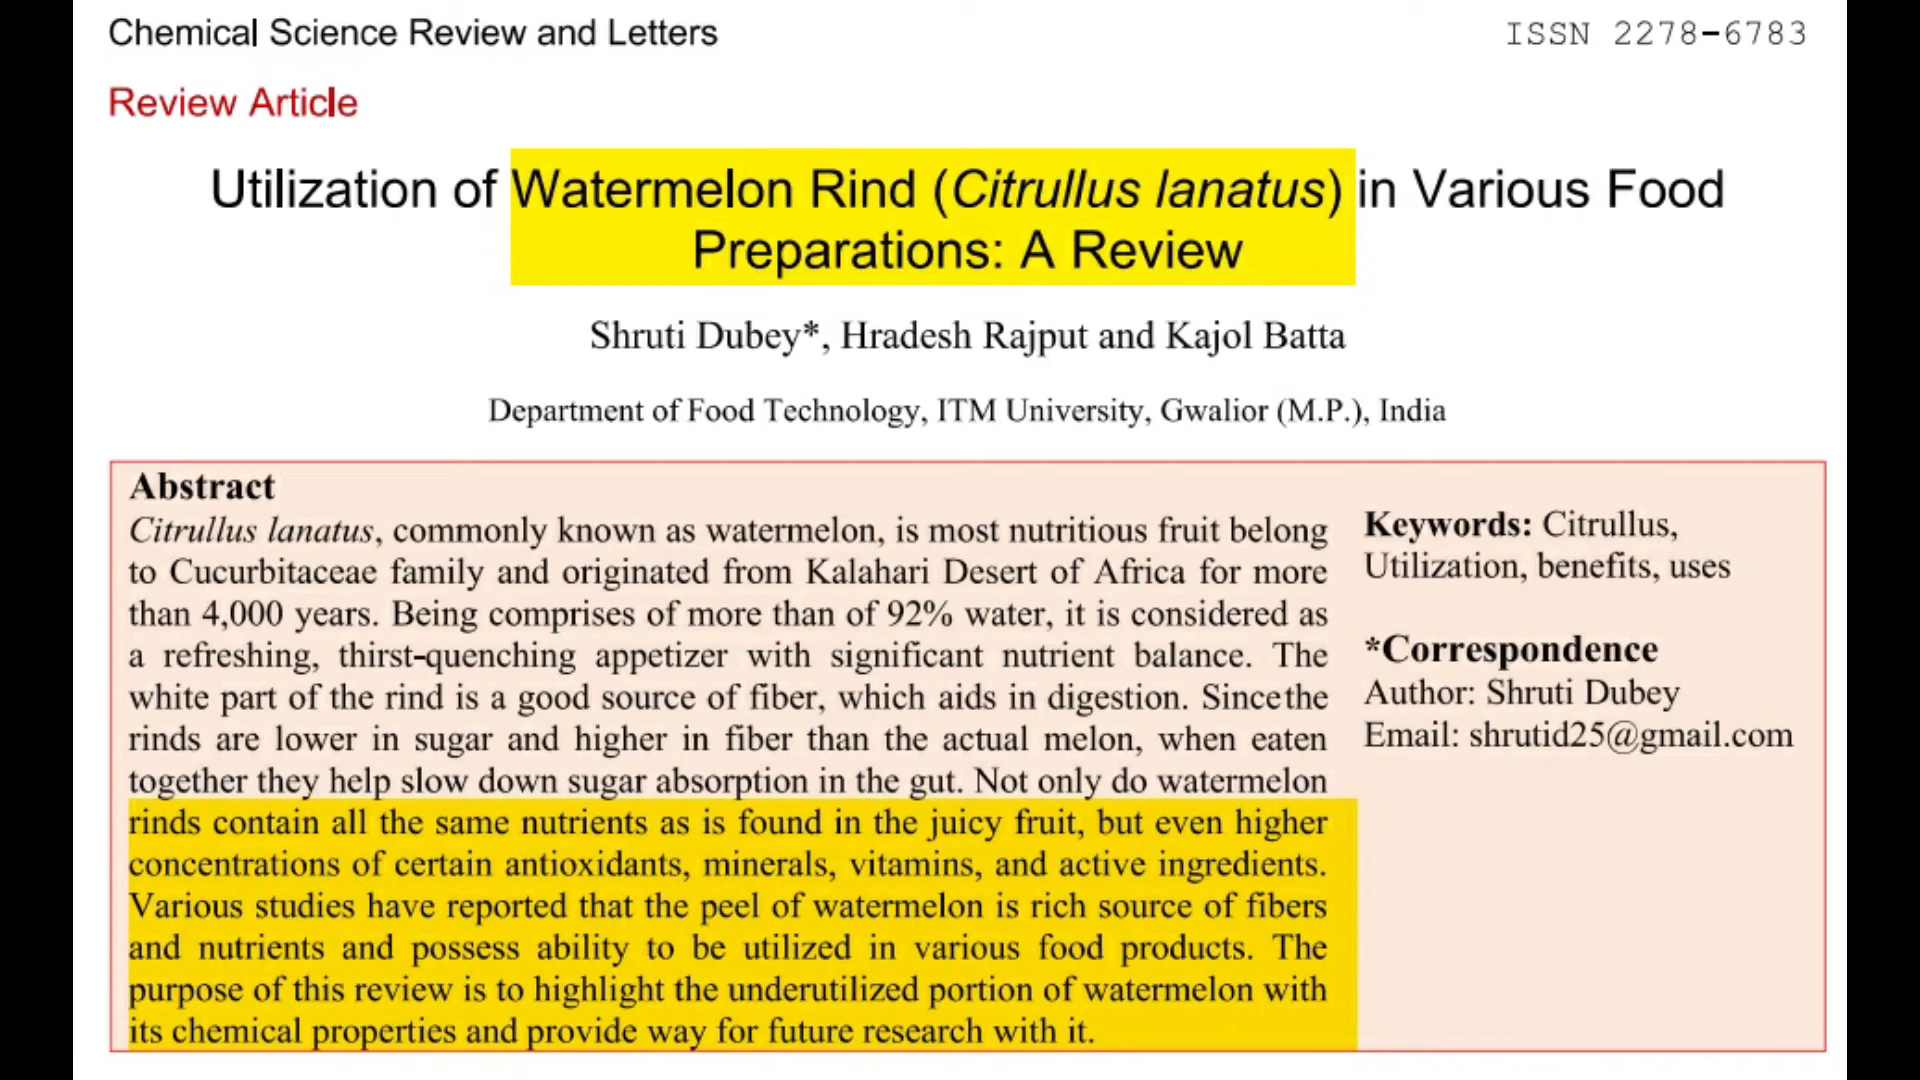 Chemical Science Review and Letters
ISSN 2278-6783
Review Article
Utilization of Watermelon Rind (Citrullus lanatus) in Various Food
Preparations: A Review
Shruti Dubey*, Hradesh Rajput and Kajol Batta
Department of Food Technology, ITM University, Gwalior (M.P.), India
Abstract
Citrullus lanatus, commonly known as watermelon, is most nutritious fruit belong
to Cucurbitaceae family and originated from Kalahari Desert of Africa for more
than 4,000 years. Being comprises of more than of 92% water, it is considered as
a refreshing, thirst-quenching appetizer with significant nutrient balance. The
white part of the rind is a good source of fiber, which aids in digestion. Sincethe
rinds are lower in sugar and higher in fiber than the actual melon, when eaten
together they help slow down sugar absorption in the gut. Not only do watermelon
rinds contain all the same nutrients as is found in the juicy fruit, but even higher
concentrations of certain antioxidants, minerals, vitamins, and active ingredients.
Various studies have reported that the peel of watermelon is rich source of fibers
and nutrients and possess ability to be utilized in various food products. The
purpose of this review is to highlight the underutilized portion of watermelon with
its chemical properties and provide way for future research with it.
Keywords: Citrullus,
Utilization, benefits, uses
*Correspondence
Author: Shruti Dubey
Email: shrutid25@gmail.com